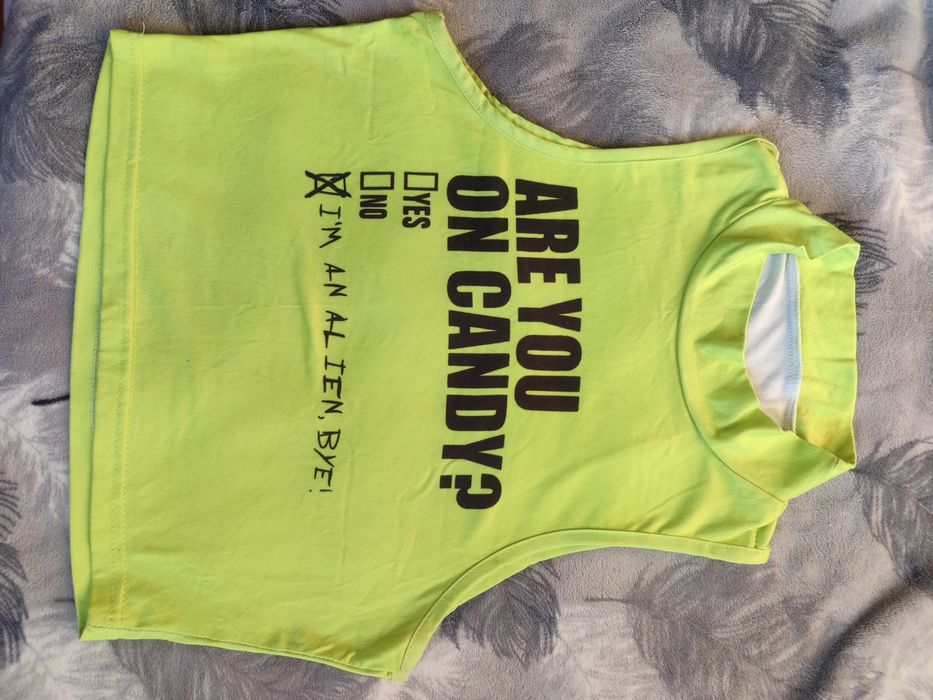 ARE YOU
ON CANDY?
☐ YES
☐ NO
☒ I'M AN ALIEN, BYE!